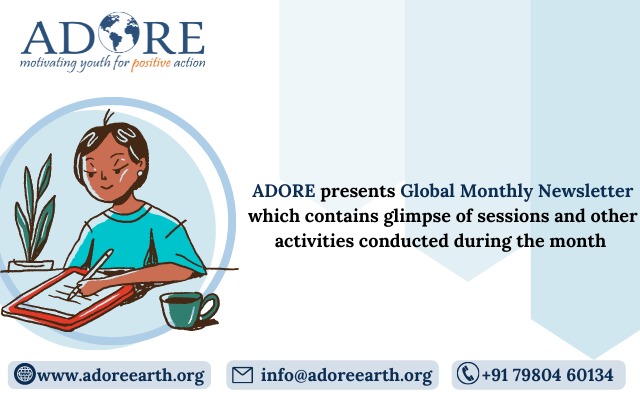 ADORE
motivating youth for positive action
ADORE presents Global Monthly Newsletter
which contains glimpse of sessions and other
activities conducted during the month
www.adoreearth.org
info@adoreearth.org
+91 79804 60134